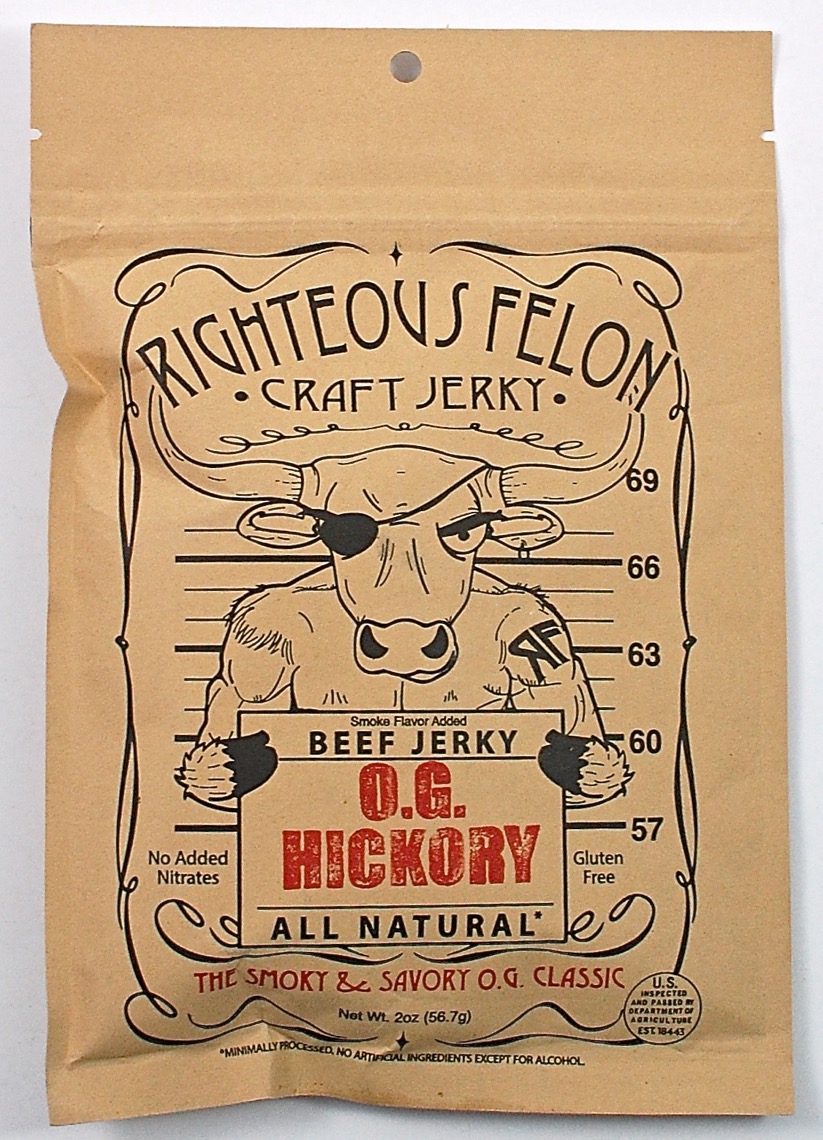 RIGHTEOUS FELON
• CRAFT JERKY •
69
66
63
RF
60
57
Smoke Flavor Added
BEEF JERKY
O.G.
HICKORY
ALL NATURAL*
No Added
Nitrates
Gluten
Free
THE SMOKY & SAVORY O.G. CLASSIC
Net Wt. 2oz (56.7g)
U.S.
INSPECTED
AND PASSED BY
DEPARTMENT OF
AGRICULTURE
EST. 18443
*MINIMALLY PROCESSED, NO ARTIFICIAL INGREDIENTS EXCEPT FOR ALCOHOL.